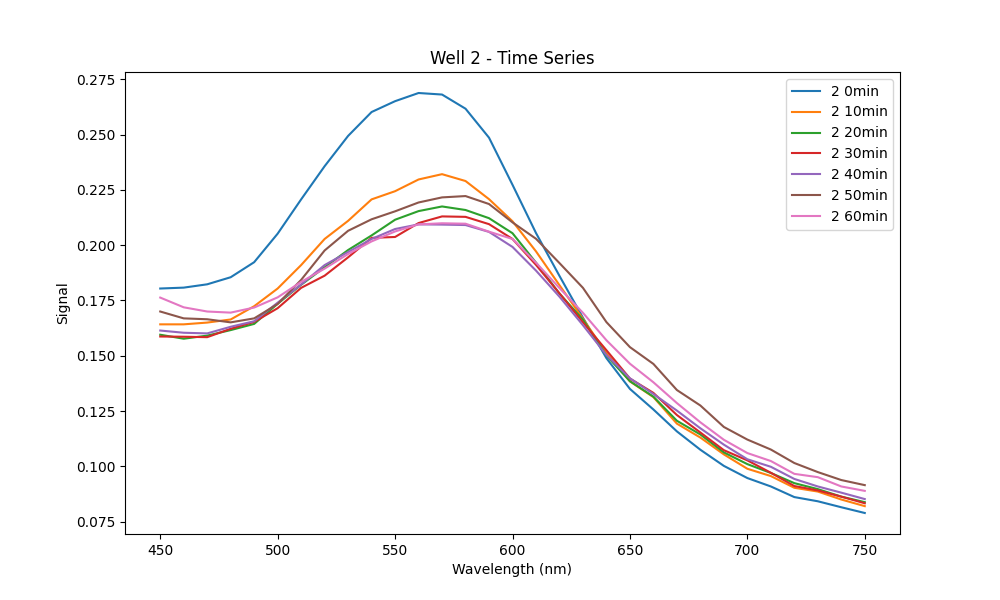 Well 2 - Time Series
0.275
0.250
0.225
0.200
0.175
0.150
0.125
0.100
0.075
Signal
2 0min
2 10min
2 20min
2 30min
2 40min
2 50min
2 60min
450 500 550 600 650 700 750
Wavelength (nm)